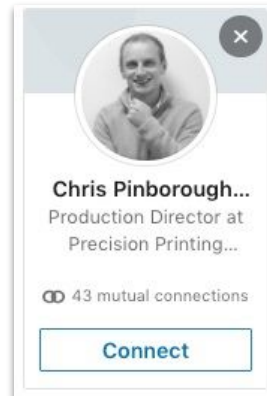 Chris Pinborough...
Production Director at
Precision Printing...
43 mutual connections
Connect